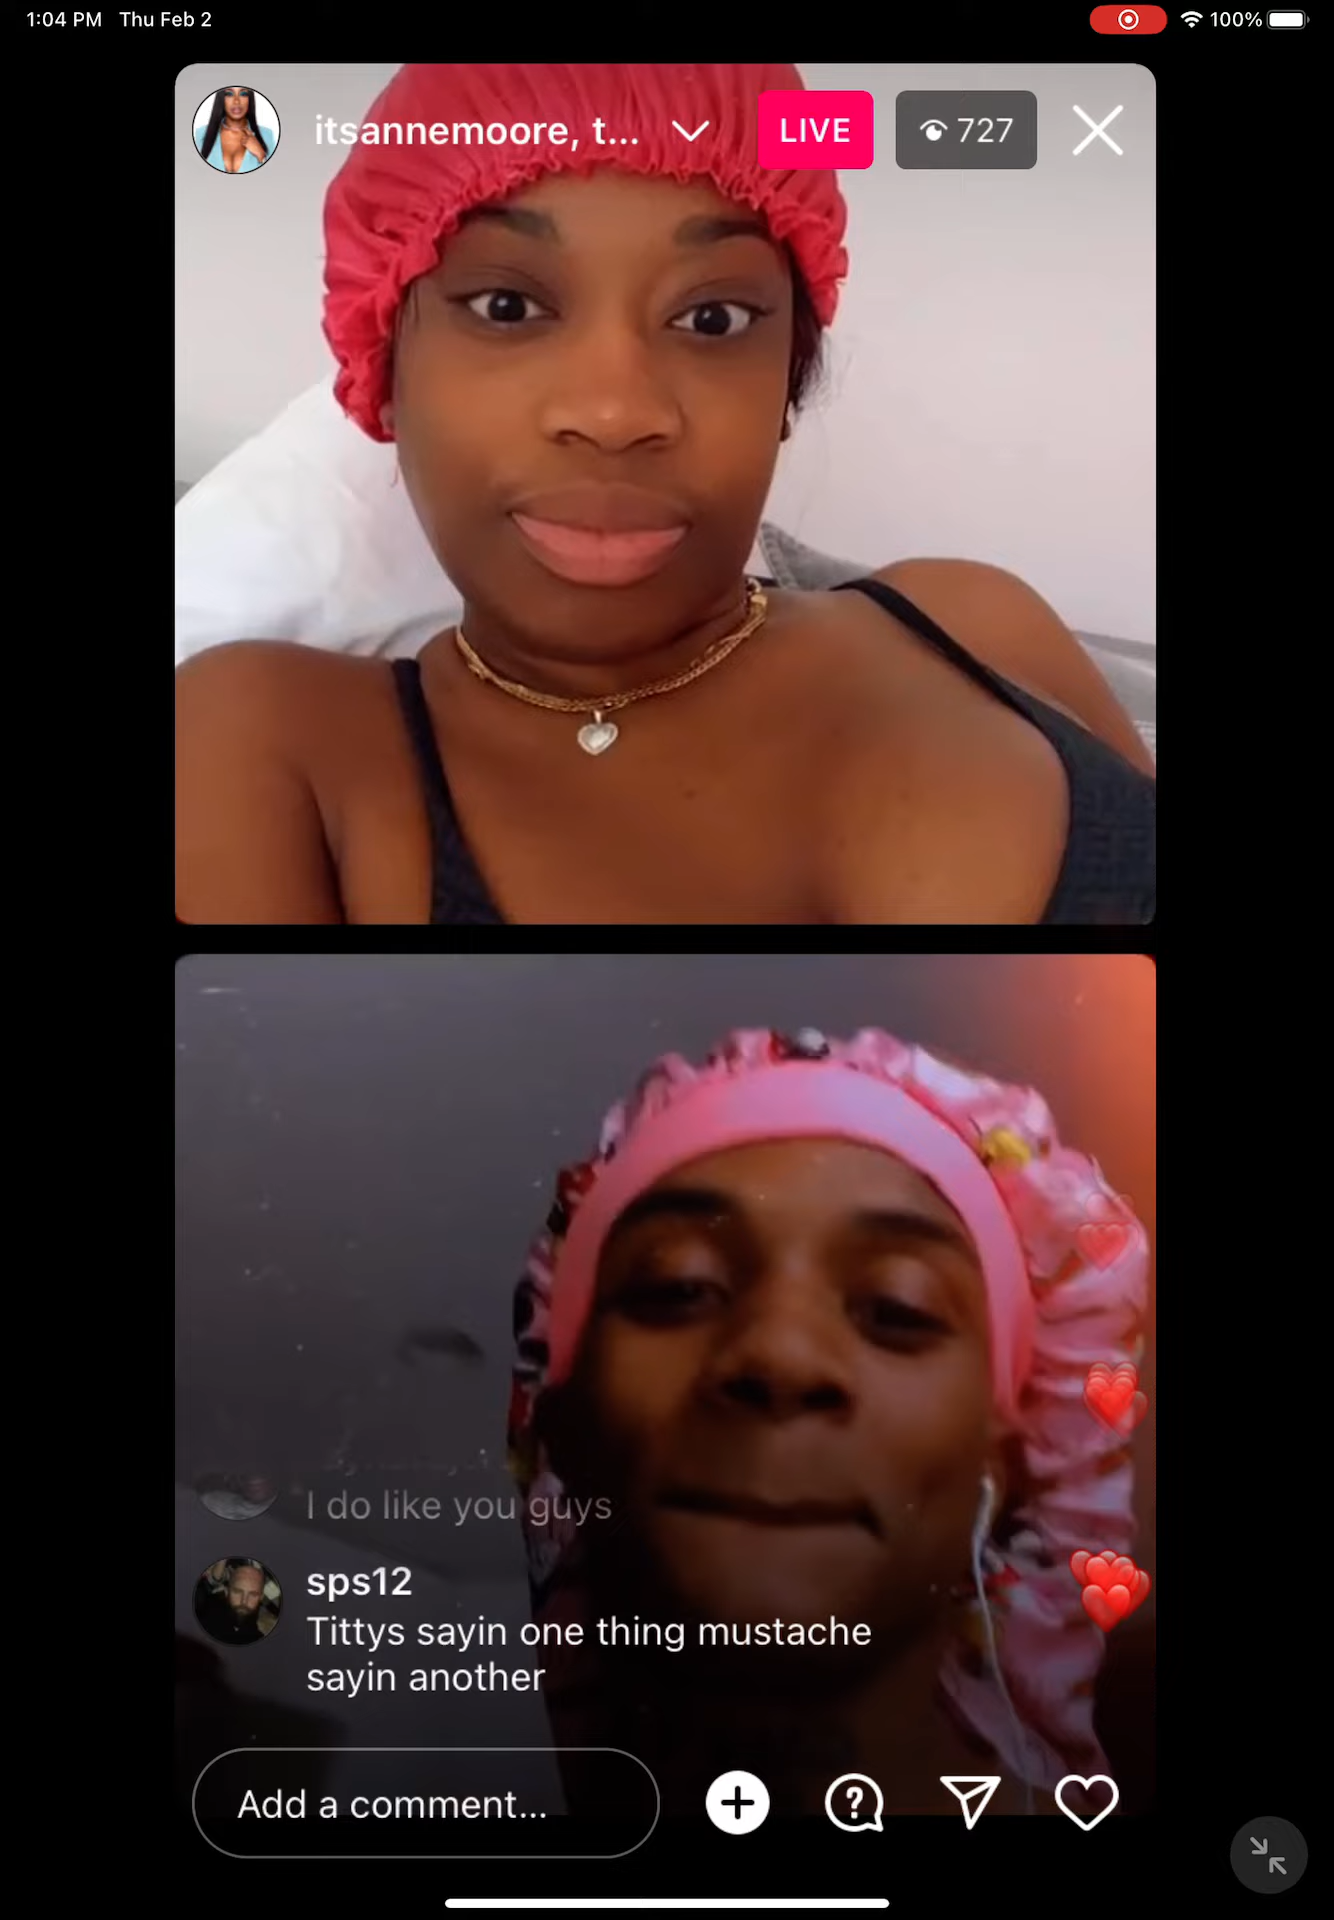 1:04 PM Thu Feb 2
100%
itsannemoore, t...
LIVE
727
I do like you guys
sps12
Tittys sayin one thing mustache
sayin another
Add a comment...